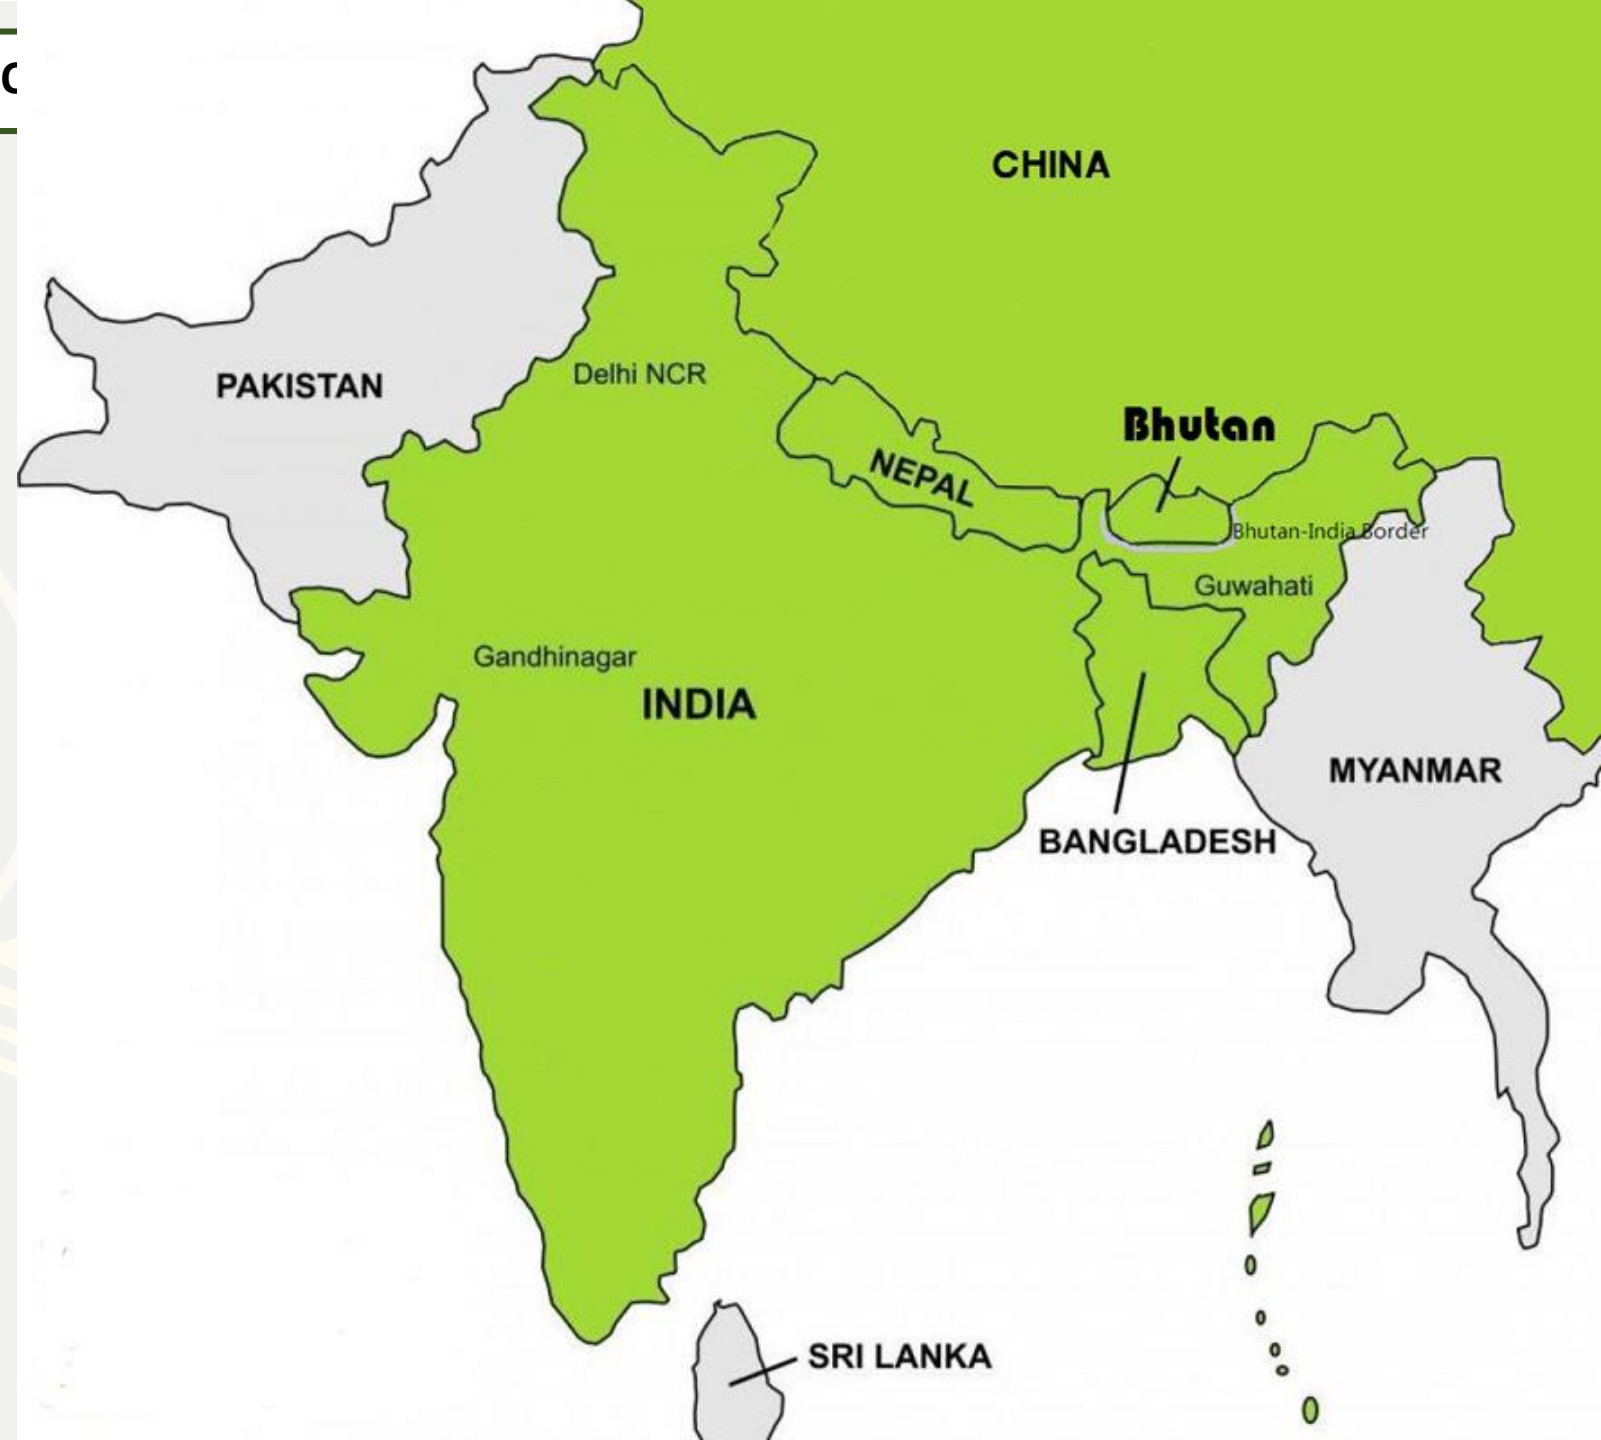 CHINA
PAKISTAN
Delhi NCR
Bhutan
NEPAL
Bhutan-India Border
Guwahati
Gandhinagar
INDIA
MYANMAR
BANGLADESH
SRI LANKA